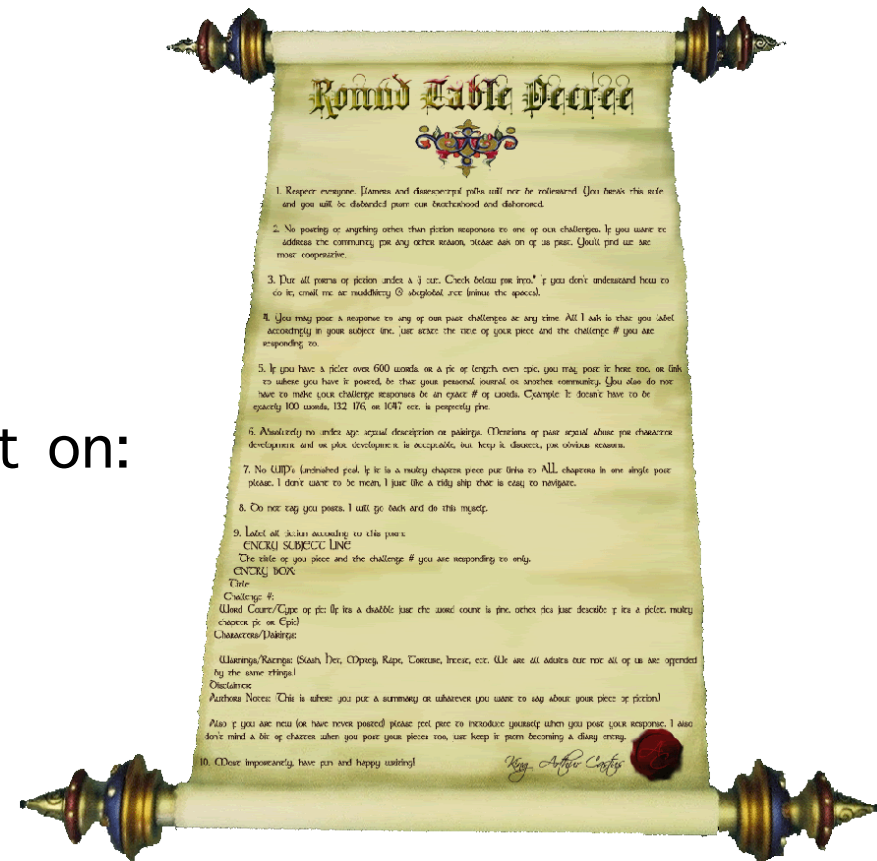 t on:
Round Table Decree
1. Respect everyone. Flamers and disrespectful folks will not be tollerated. You break this rule
and you will be disbanded from our brotherhood and dishonored.
2. No posting of anything other than fiction responses to one of our challenges. If you want to
address the community for any other reason, please ask on of us first. You'll find we are
most cooperative.
3. Put all forms of fiction under a lj cut. Check below for info.* If you don't understand how to
do it, email me at @ sbcglobal .net (minus the spaces).
4. You may post a response to any of our past challenges at any time. All I ask is that you label
accordingly in your subject line. Just state the title of your piece and the challenge # you are
responding to.
5. If you have a ficlet over 600 words, or a fic of length, even epic, you may post it here too, or link
to where you have it posted, be that your personal journal or another community. You also do not
have to make your challenge responses be an exact # of words. Example: It doesn't have to be
exactly 100 words, 132, 176, or 1047 ect. is perfectly fine.
6. Absolutely no under age sexual description or pairings. Mentions of past sexual abuse for character
development and or plot development is acceptable, but keep it discreet, for obvious reasons.
7. No WIP's (unfinished fics). If it is a multy chapter piece put links to ALL chapters in one single post
please. I don't want to be mean, I just like a tidy ship that is easy to navigate.
8. Do not tag you posts. I will go back and do this myself.
9. Label all fiction according to this post:
ENTRY SUBJECT LINE
The title of you piece and the challenge # you are responding to only.
ENTRY BOX:
Title
Challenge #:
Word Count/Type of fic: (If its a drabble just the word count is fine, other fics just describe if its a ficlet, multy
chapter fic or Epic)
Characters/Pairings:
Warnings/Ratings: (Slash, Het, Mpreg, Rape, Torture, Incest, ect. We are all adults but not all of us are offended
by the same things.)
Disclaimer:
Authors Notes: (This is where you put a summary or whatever you want to say about your piece of fiction)
Also if you are new (or have never posted) please feel free to introduce yourself when you post your response. I also
don't mind a bit of chatter when you post your pieces too, just keep it from becoming a diary entry.
10. Most importantly, have fun and happy writing!
King Arthur Castus